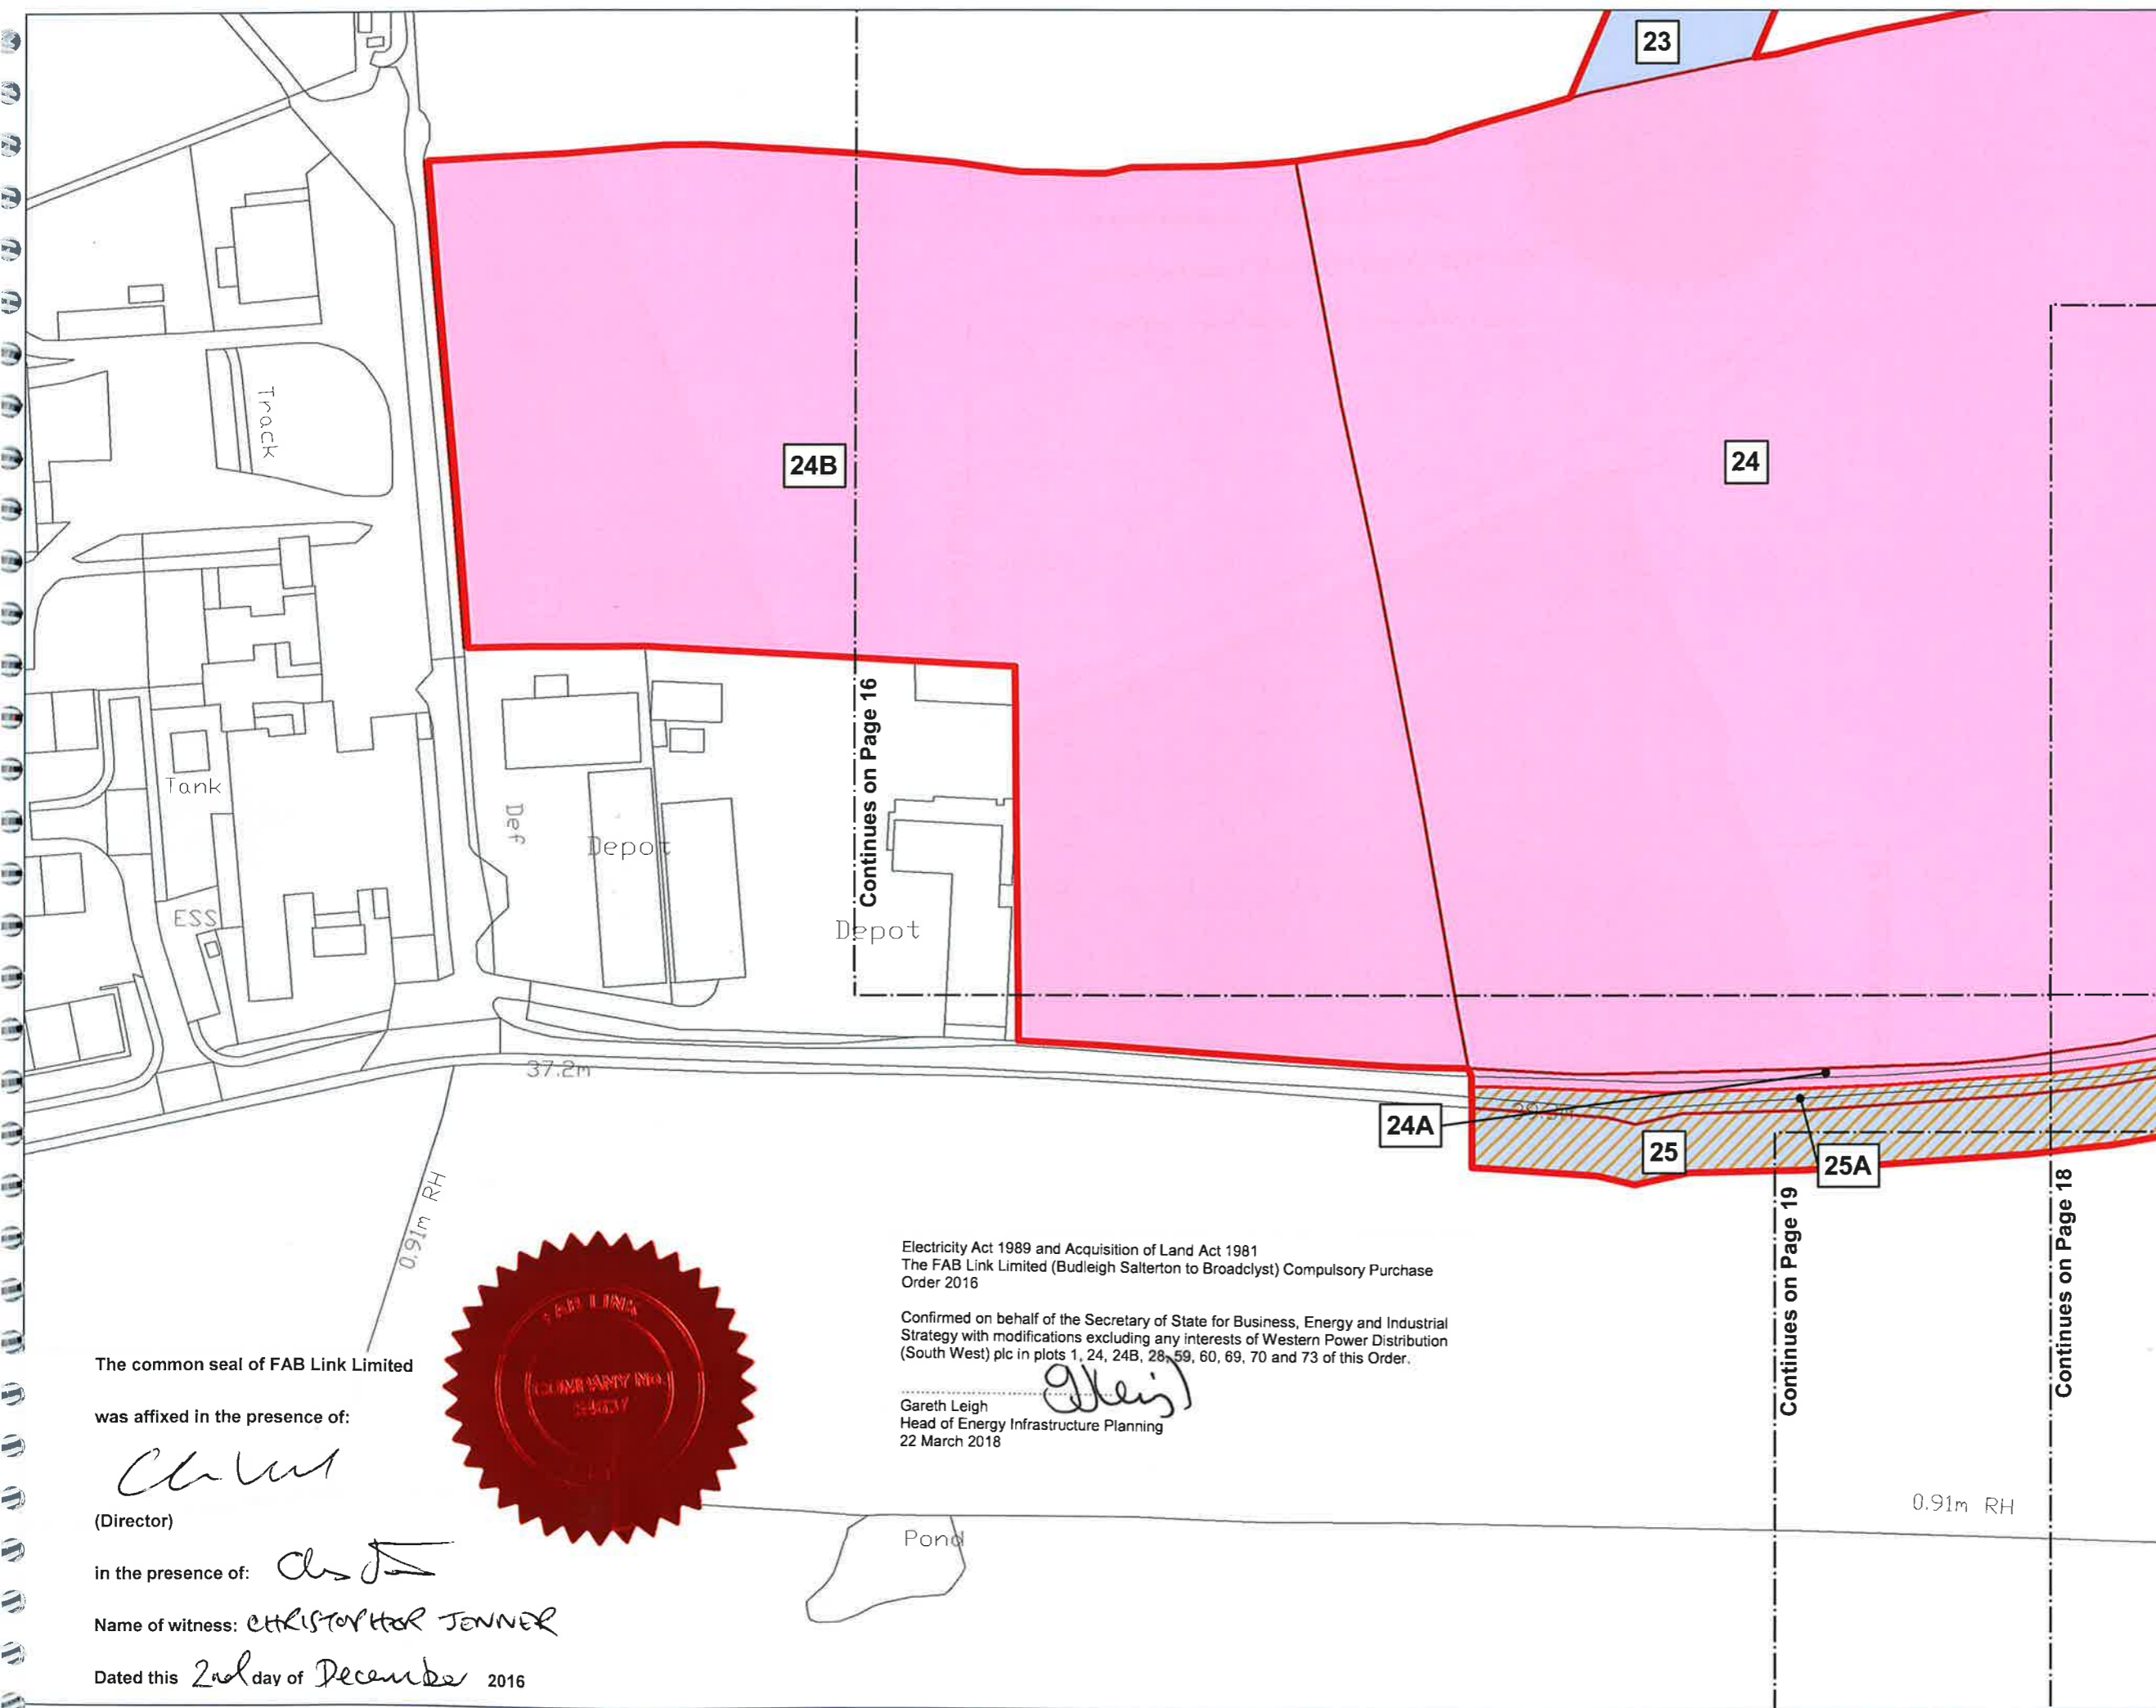 23
24B
24
Track
Continues on Page 16
Tank
Def
Depot
ESS
Depot
37.2m
24A
25
25A
0.91m RH
Continues on Page 19
Continues on Page 18
Electricity Act 1989 and Acquisition of Land Act 1981
The FAB Link Limited (Budleigh Salterton to Broadclyst) Compulsory Purchase
Order 2016
Confirmed on behalf of the Secretary of State for Business, Energy and Industrial
Strategy with modifications excluding any interests of Western Power Distribution
(South West) plc in plots 1, 24, 24B, 28, 59, 60, 69, 70 and 73 of this Order.
Gareth Leigh
Head of Energy Infrastructure Planning
22 March 2018
FAB LINK
COMPANY NO.
The common seal of FAB Link Limited
was affixed in the presence of:
(Director)
in the presence of:
Name of witness: CHRISTOPHER JENNER
Dated this 2nd day of December 2016
Pond
0.91m RH